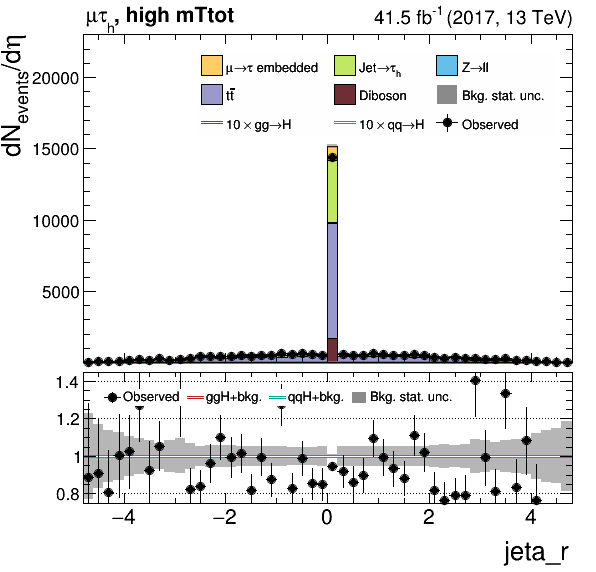 μτh, high mTtot 41.5 fb⁻¹ (2017, 13 TeV)
dNevents/dη
μ→τ embedded Jet→τh Z→ll
tt̄ Diboson Bkg. stat. unc.
10 × gg→H 10 × qq→H Observed
20000
15000
10000
5000
Observed ggH+bkg. qqH+bkg. Bkg. stat. unc.
1.4
1.2
1
0.8
−4 −2 0 2 4
jeta_r